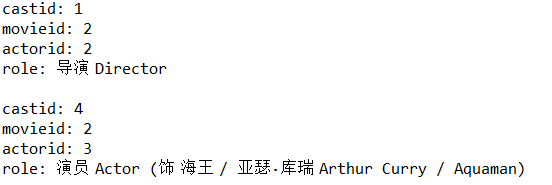 castid: 1
movieid: 2
actorid: 2
role: 导演 Director
castid: 4
movieid: 2
actorid: 3
role: 演员 Actor (饰 海王 / 亚瑟·库瑞 Arthur Curry / Aquaman)